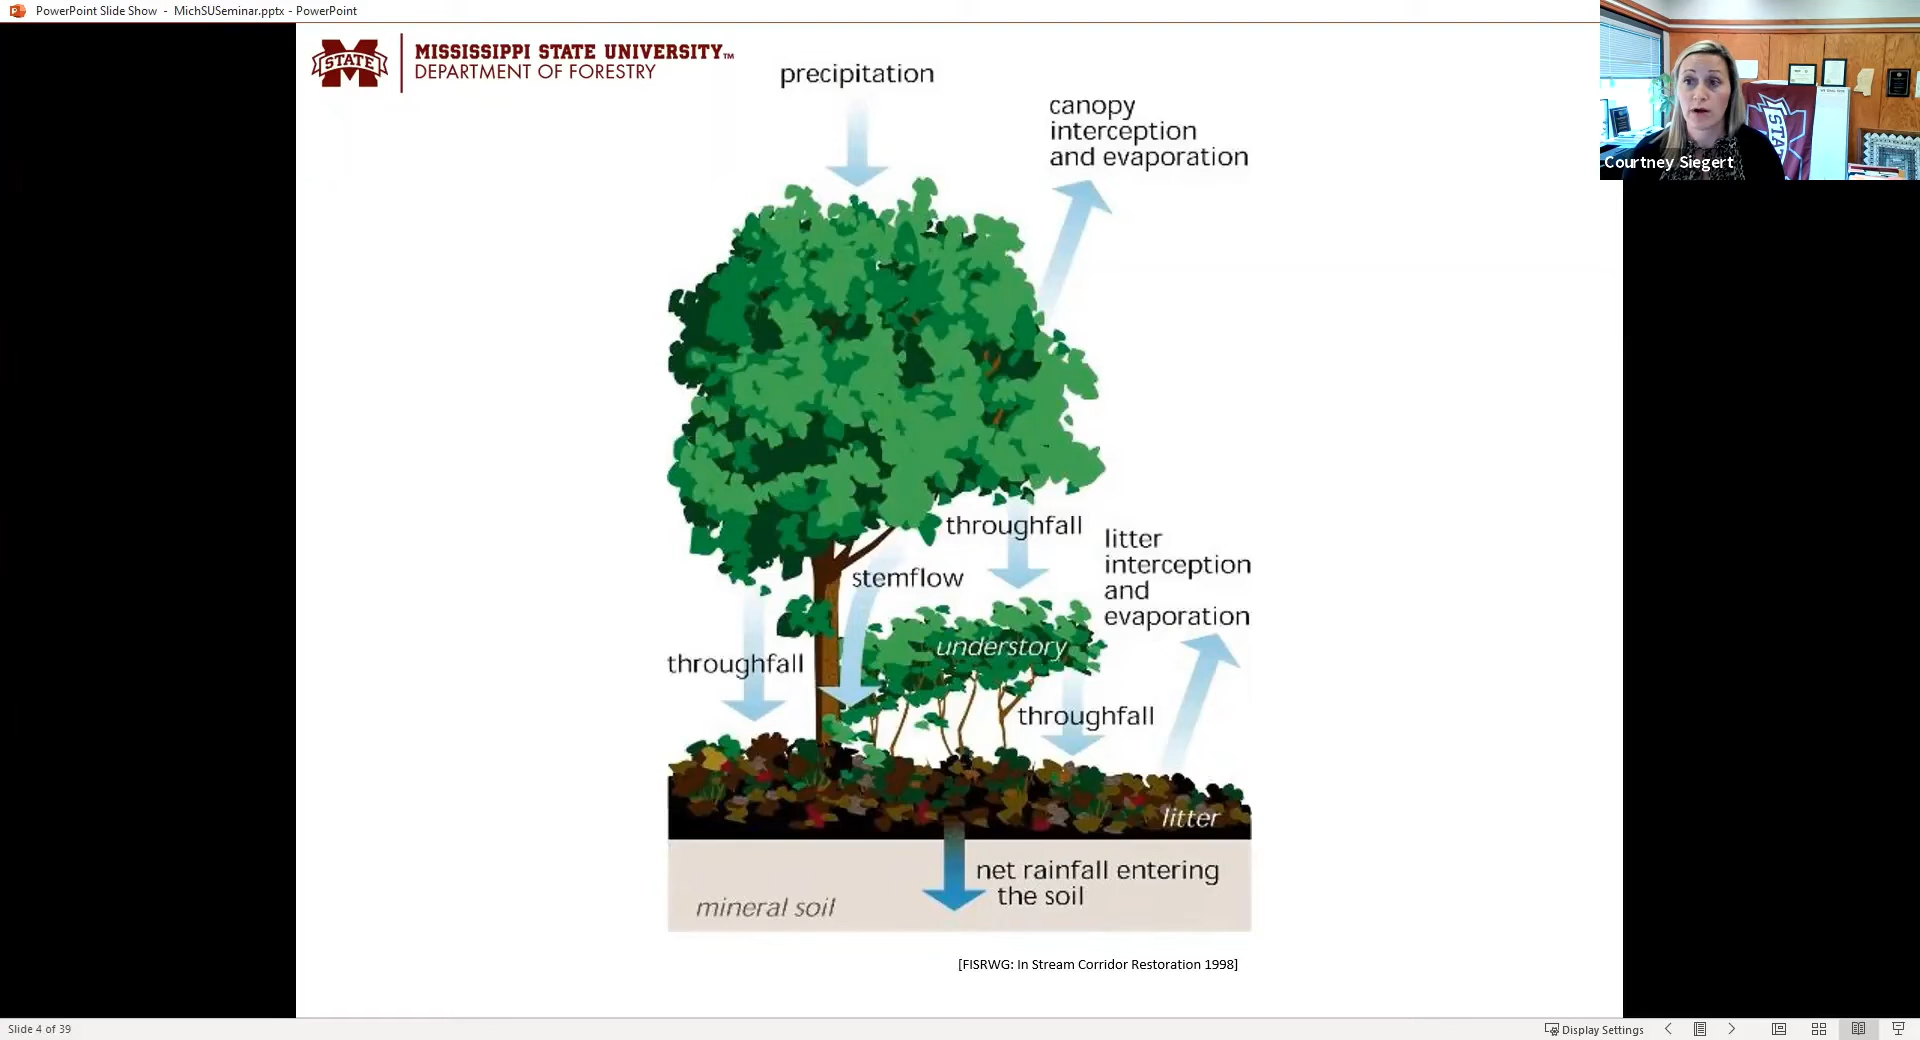 PowerPoint Slide Show - MichSUSeminar.pptx - PowerPoint
STATE
MISSISSIPPI STATE UNIVERSITY™
DEPARTMENT OF FORESTRY
precipitation
canopy
interception
and evaporation
STATE
Courtney Siegert
throughfall
litter
interception
and
evaporation
stemflow
understory
throughfall
throughfall
litter
net rainfall entering
the soil
mineral soil
[FISRWG: In Stream Corridor Restoration 1998]
Slide 4 of 39
Display Settings